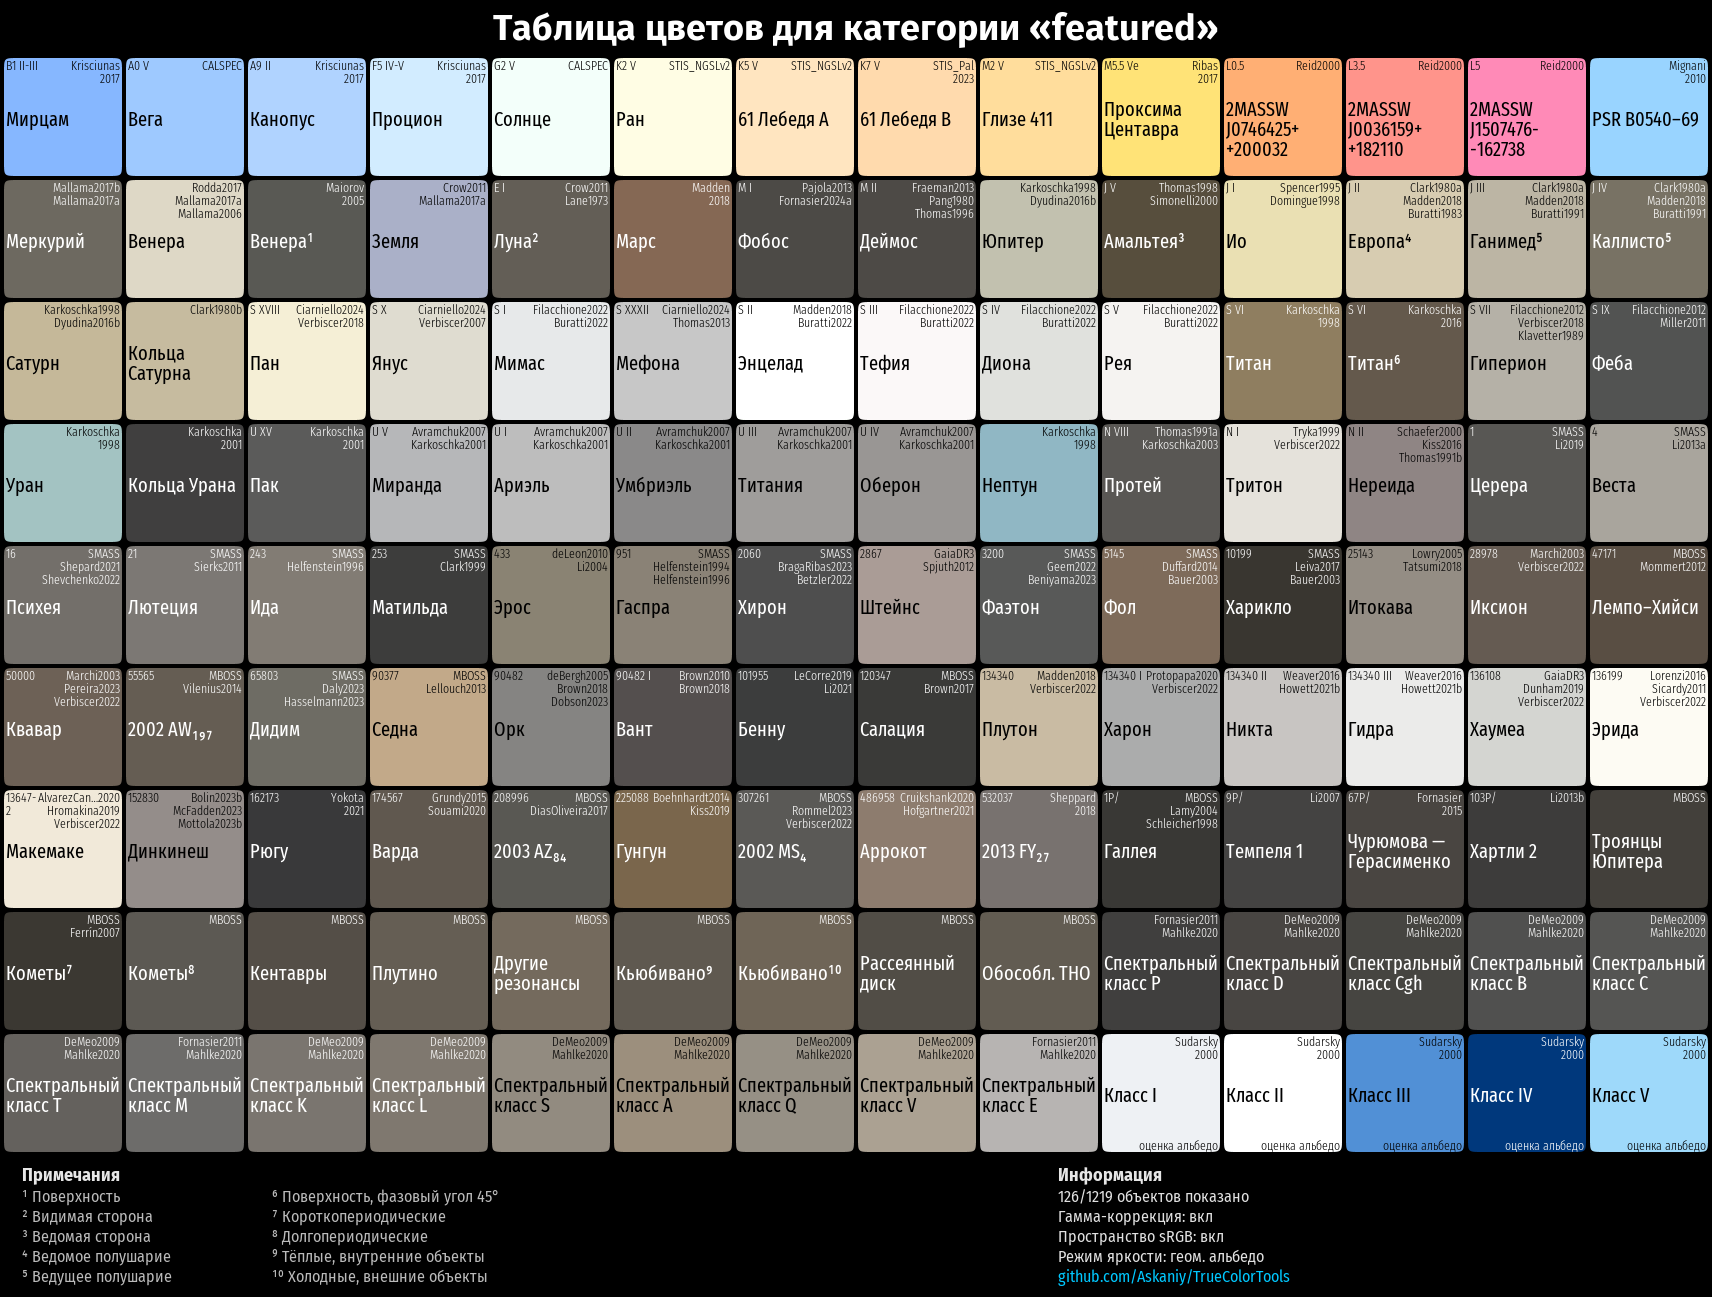 Таблица цветов для категории «featured»
B1 II-III Krisciunas
2017
Мирцам
A0 V CALSPEC
Вега
A9 II Krisciunas
2017
Канопус
F5 IV-V Krisciunas
2017
Процион
G2 V CALSPEC
Солнце
K2 V STIS_NGSLv2
Ран
K5 V STIS_NGSLv2
61 Лебедя A
K7 V STIS_Pal
2023
61 Лебедя B
M2 V STIS_NGSLv2
Глизе 411
M5.5 Ve Ribas
2017
Проксима
Центавра
L0.5 Reid2000
2MASSW
J0746425+
+200032
L3.5 Reid2000
2MASSW
J0036159+
+182110
L5 Reid2000
2MASSW
J1507476-
-162738
Mignani
2010
PSR B0540–69
Mallama2017b
Mallama2017a
Меркурий
Rodda2017
Mallama2017a
Mallama2006
Венера
Maiorov
2005
Венера¹
Crow2011
Mallama2017a
Земля
E I Crow2011
Lane1973
Луна²
Madden
2018
Марс
M I Pajola2013
Fornasier2024a
Фобос
M II Fraeman2013
Pang1980
Thomas1996
Деймос
Karkoschka1998
Dyudina2016b
Юпитер
J V Thomas1998
Simonelli2000
Амальтея³
J I Spencer1995
Domingue1998
Ио
J II Clark1980a
Madden2018
Buratti1983
Европа⁴
J III Clark1980a
Madden2018
Buratti1991
Ганимед⁵
J IV Clark1980a
Madden2018
Buratti1991
Каллисто⁵
Karkoschka1998
Dyudina2016b
Сатурн
Clark1980b
Кольца
Сатурна
S XVIII Ciarniello2024
Verbiscer2018
Пан
S X Ciarniello2024
Verbiscer2007
Янус
S I Filacchione2022
Buratti2022
Мимас
S XXXII Ciarniello2024
Thomas2013
Мефона
S II Madden2018
Buratti2022
Энцелад
S III Filacchione2022
Buratti2022
Тефия
S IV Filacchione2022
Buratti2022
Диона
S V Filacchione2022
Buratti2022
Рея
S VI Karkoschka
1998
Титан
S VI Karkoschka
2016
Титан⁶
S VII Filacchione2012
Verbiscer2018
Klavetter1989
Гиперион
S IX Filacchione2012
Miller2011
Феба
Karkoschka
1998
Уран
Karkoschka
2001
Кольца Урана
U XV Karkoschka
2001
Пак
U V Avramchuk2007
Karkoschka2001
Миранда
U I Avramchuk2007
Karkoschka2001
Ариэль
U II Avramchuk2007
Karkoschka2001
Умбриэль
U III Avramchuk2007
Karkoschka2001
Титания
U IV Avramchuk2007
Karkoschka2001
Оберон
Karkoschka
1998
Нептун
N VIII Thomas1991a
Karkoschka2003
Протей
N I Tryka1999
Verbiscer2022
Тритон
N II Schaefer2000
Kiss2016
Thomas1991b
Нереида
1 SMASS
Li2019
Церера
4 SMASS
Li2013a
Веста
16 SMASS
Shepard2021
Shevchenko2022
Психея
21 SMASS
Sierks2011
Лютеция
243 SMASS
Helfenstein1996
Ида
253 SMASS
Clark1999
Матильда
433 deLeon2010
Li2004
Эрос
951 SMASS
Helfenstein1994
Helfenstein1996
Гаспра
2060 SMASS
BragaRibas2023
Betzler2022
Хирон
2867 GaiaDR3
Spjuth2012
Штейнс
3200 SMASS
Geem2022
Beniyama2023
Фаэтон
5145 SMASS
Duffard2014
Bauer2003
Фол
10199 SMASS
Leiva2017
Bauer2003
Харикло
25143 Lowry2005
Tatsumi2018
Итокава
28978 Marchi2003
Verbiscer2022
Иксион
47171 MBOSS
Mommert2012
Лемпо–Хийси
50000 Marchi2003
Pereira2023
Verbiscer2022
Квавар
55565 MBOSS
Vilenius2014
2002 AW₁₉₇
65803 SMASS
Daly2023
Hasselmann2023
Дидим
90377 MBOSS
Lellouch2013
Седна
90482 deBergh2005
Brown2018
Dobson2023
Орк
90482 I Brown2010
Brown2018
Вант
101955 LeCorre2019
Li2021
Бенну
120347 MBOSS
Brown2017
Салация
134340 Madden2018
Verbiscer2022
Плутон
134340 I Protopapa2020
Verbiscer2022
Харон
134340 II Weaver2016
Howett2021b
Никта
134340 III Weaver2016
Howett2021b
Гидра
136108 GaiaDR3
Dunham2019
Verbiscer2022
Хаумеа
136199 Lorenzi2016
Sicardy2011
Verbiscer2022
Эрида
13647- AlvarezCan…2020
2 Hromakina2019
Verbiscer2022
Макемаке
152830 Bolin2023b
McFadden2023
Mottola2023b
Динкинеш
162173 Yokota
2021
Рюгу
174567 Grundy2015
Souami2020
Варда
208996 MBOSS
DiasOliveira2017
2003 AZ₈₄
225088 Boehnhardt2014
Kiss2019
Гунгун
307261 MBOSS
Rommel2023
Verbiscer2022
2002 MS₄
486958 Cruikshank2020
Hofgartner2021
Аррокот
532037 Sheppard
2018
2013 FY₂₇
1P/ MBOSS
Lamy2004
Schleicher1998
Галлея
9P/ Li2007
Темпеля 1
67P/ Fornasier
2015
Чурюмова —
Герасименко
103P/ Li2013b
Хартли 2
MBOSS
Троянцы
Юпитера
MBOSS
Ferrin2007
Кометы⁷
MBOSS
Кометы⁸
MBOSS
Кентавры
MBOSS
Плутино
MBOSS
Другие
резонансы
MBOSS
Кьюбивано⁹
MBOSS
Кьюбивано¹⁰
MBOSS
Рассеянный
диск
MBOSS
Обособл. ТНО
Fornasier2011
Mahlke2020
Спектральный
класс P
DeMeo2009
Mahlke2020
Спектральный
класс D
DeMeo2009
Mahlke2020
Спектральный
класс Cgh
DeMeo2009
Mahlke2020
Спектральный
класс B
DeMeo2009
Mahlke2020
Спектральный
класс C
DeMeo2009
Mahlke2020
Спектральный
класс T
Fornasier2011
Mahlke2020
Спектральный
класс M
DeMeo2009
Mahlke2020
Спектральный
класс K
DeMeo2009
Mahlke2020
Спектральный
класс L
DeMeo2009
Mahlke2020
Спектральный
класс S
DeMeo2009
Mahlke2020
Спектральный
класс A
DeMeo2009
Mahlke2020
Спектральный
класс Q
DeMeo2009
Mahlke2020
Спектральный
класс V
Fornasier2011
Mahlke2020
Спектральный
класс E
Sudarsky
2000
Класс I
оценка альбедо
Sudarsky
2000
Класс II
оценка альбедо
Sudarsky
2000
Класс III
оценка альбедо
Sudarsky
2000
Класс IV
оценка альбедо
Sudarsky
2000
Класс V
оценка альбедо
Примечания
¹ Поверхность
² Видимая сторона
³ Ведомая сторона
⁴ Ведомое полушарие
⁵ Ведущее полушарие
⁶ Поверхность, фазовый угол 45°
⁷ Короткопериодические
⁸ Долгопериодические
⁹ Тёплые, внутренние объекты
¹⁰ Холодные, внешние объекты
Информация
126/1219 объектов показано
Гамма-коррекция: вкл
Пространство sRGB: вкл
Режим яркости: геом. альбедо
github.com/Askaniy/TrueColorTools